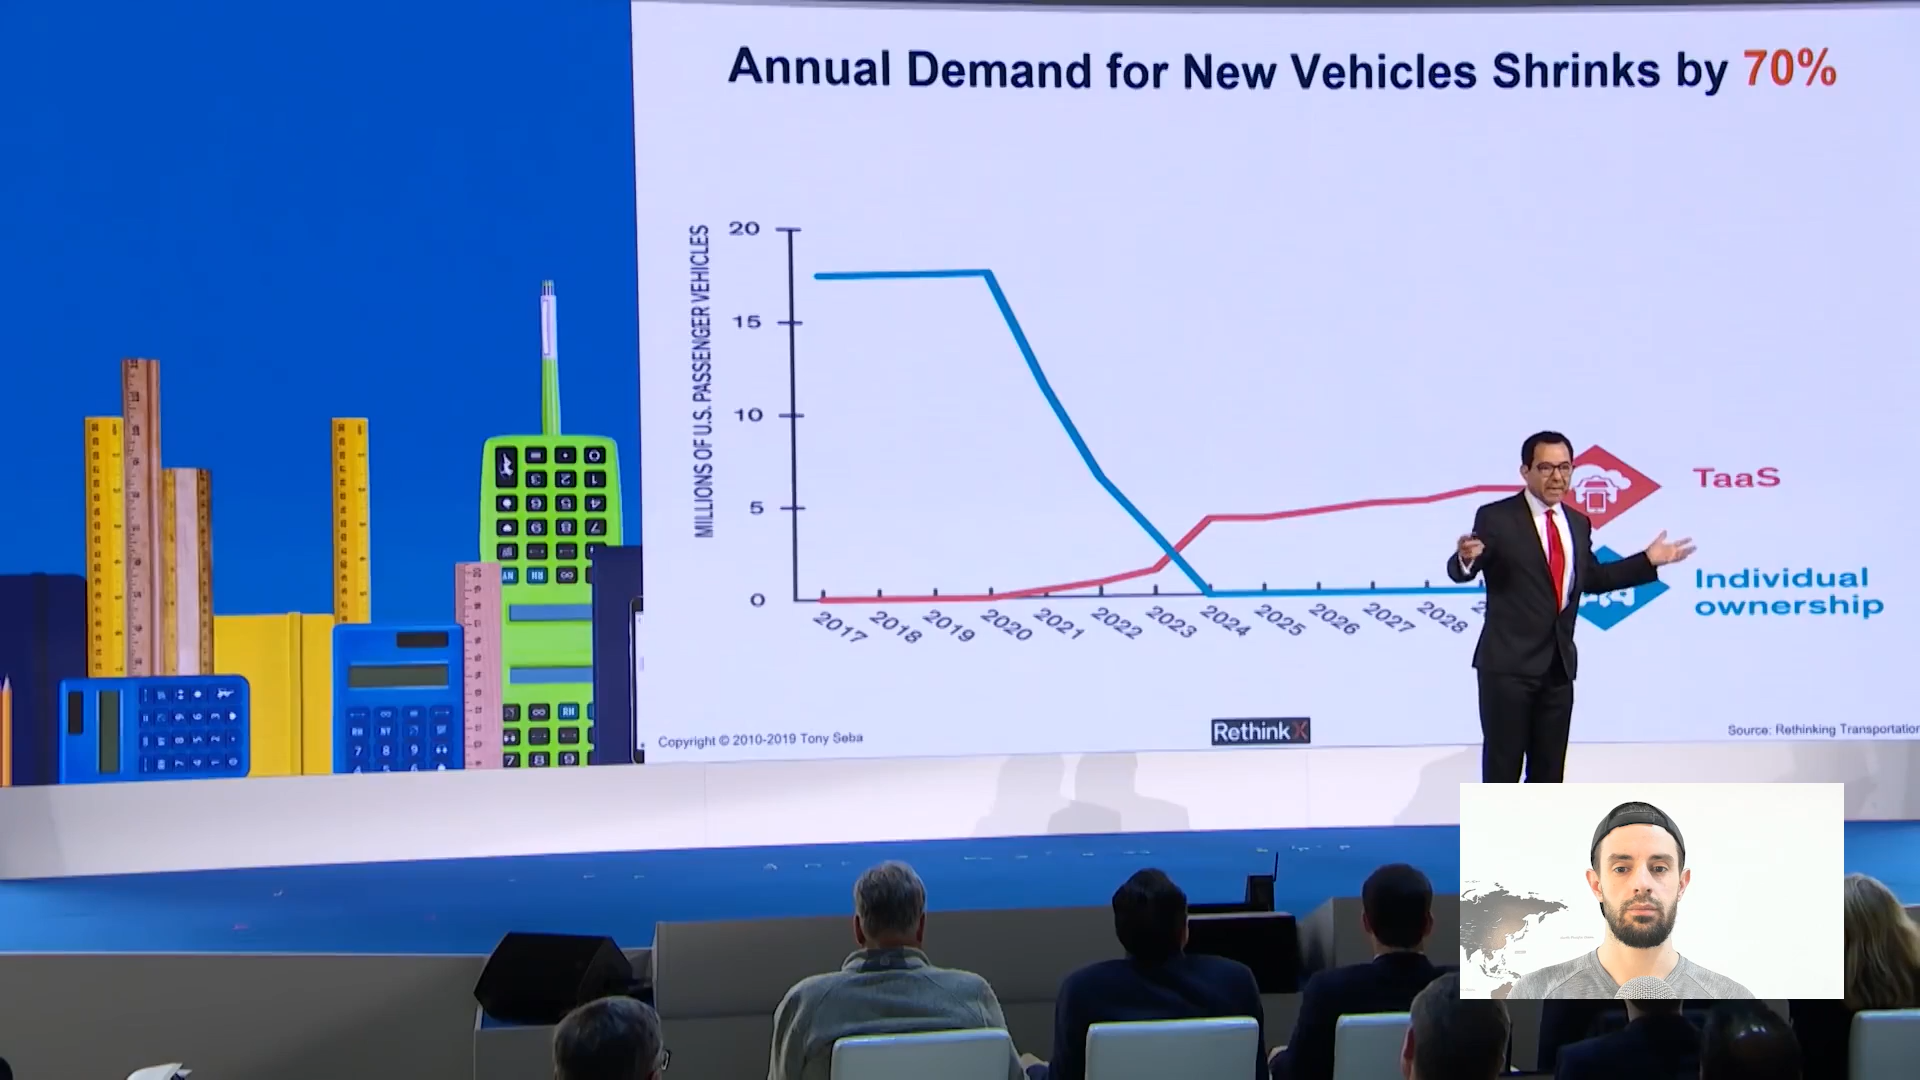 Annual Demand for New Vehicles Shrinks by 70%
MILLIONS OF U.S. PASSENGER VEHICLES
20
15
10
5
0
2017
2018
2019
2020
2021
2022
2023
2024
2025
2026
2027
2028
TaaS
Individual
ownership
Copyright © 2010-2019 Tony Seba
RethinkX
Source: Rethinking Transportation